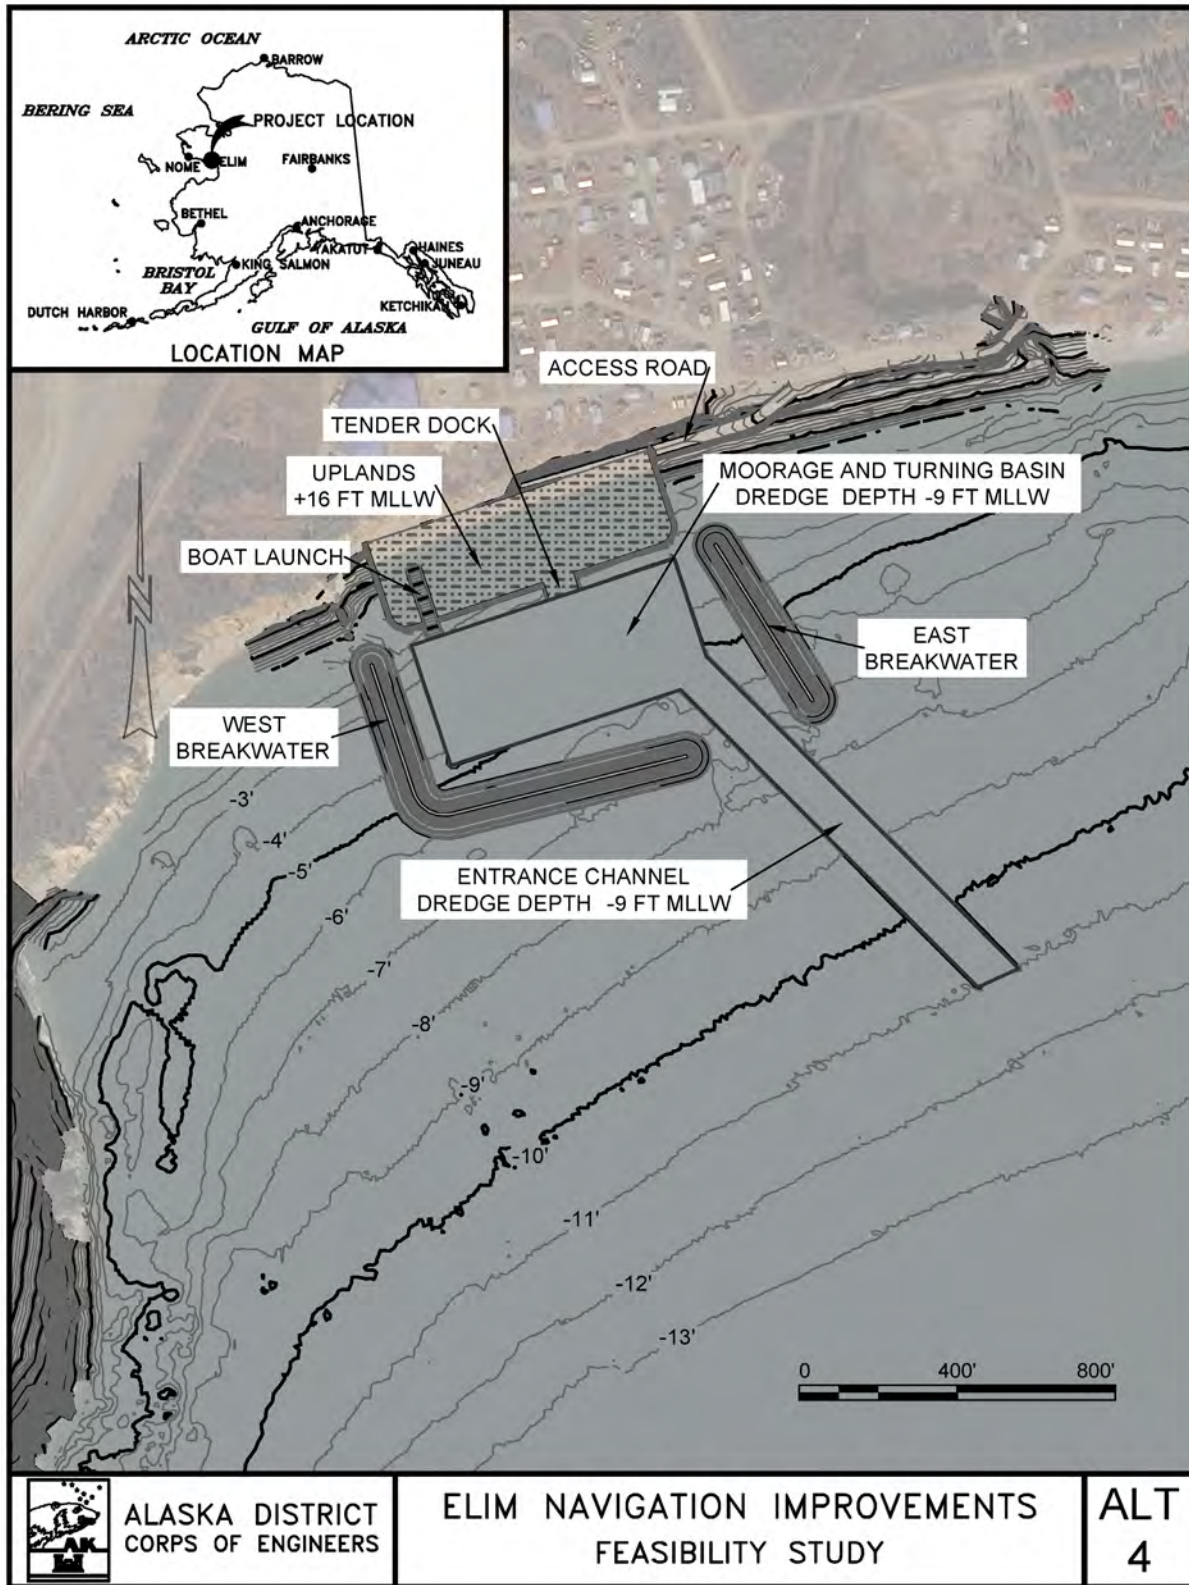 ARCTIC OCEAN
BARROW
BERING SEA
PROJECT LOCATION
NOME
ELIM
FAIRBANKS
BETHEL
ANCHORAGE
YAKATUT
HAINES
JUNEAU
KING SALMON
BRISTOL
BAY
KETCHIKAN
DUTCH HARBOR
GULF OF ALASKA
LOCATION MAP
ACCESS ROAD
TENDER DOCK
UPLANDS
+16 FT MLLW
MOORAGE AND TURNING BASIN
DREDGE DEPTH -9 FT MLLW
BOAT LAUNCH
N
EAST
BREAKWATER
WEST
BREAKWATER
-3'
-4'
-5'
ENTRANCE CHANNEL
DREDGE DEPTH -9 FT MLLW
-6'
-7'
-8'
-9'
-10'
-11'
-12'
-13'
0 400' 800'
AK
ALASKA DISTRICT
CORPS OF ENGINEERS
ELIM NAVIGATION IMPROVEMENTS
FEASIBILITY STUDY
ALT
4